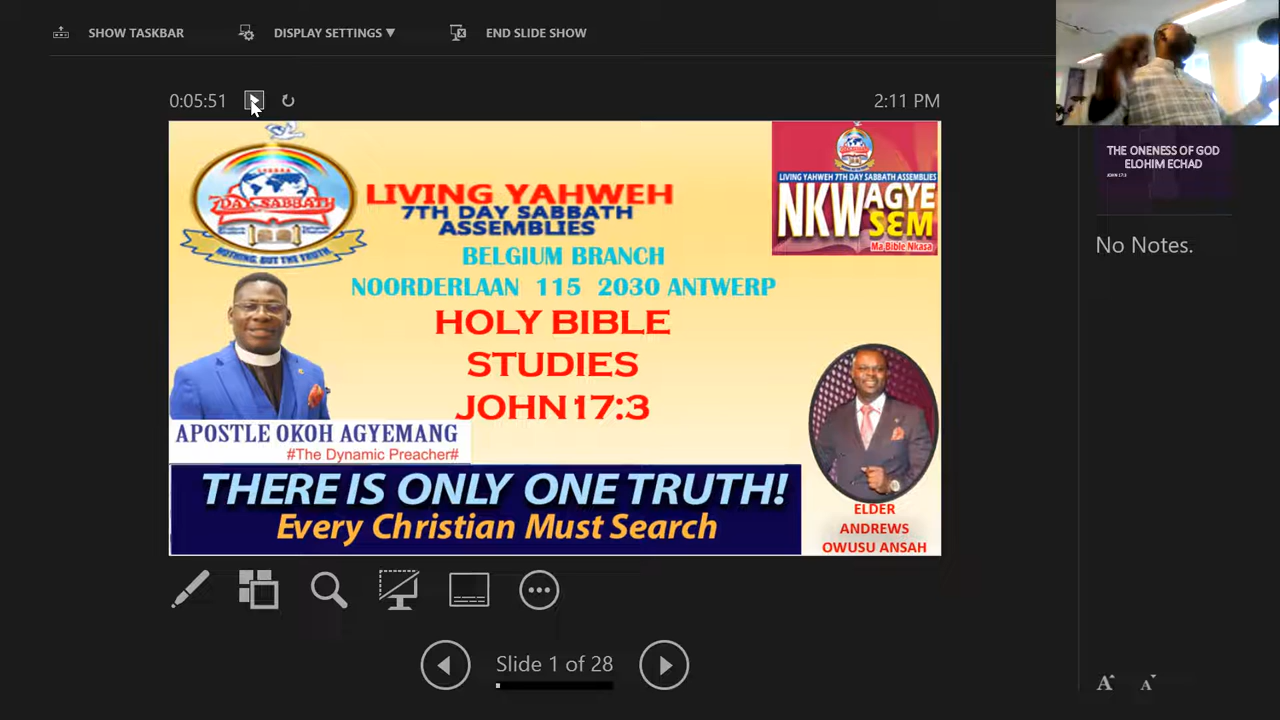 SHOW TASKBAR
DISPLAY SETTINGS ▼
END SLIDE SHOW
0:05:51
2:11 PM
7DAY SABBATH
NOTHING BUT THE TRUTH
LIVING YAHWEH
7TH DAY SABBATH
ASSEMBLIES
BELGIUM BRANCH
NOORDERLAAN 115 2030 ANTWERP
HOLY BIBLE
STUDIES
JOHN 17:3
LIVING YAHWEH 7TH DAY SABBATH ASSEMBLIES
NKWAGYE
SƐM
Ma Bible Nkasa
APOSTLE OKOH AGYEMANG
#The Dynamic Preacher#
THERE IS ONLY ONE TRUTH!
Every Christian Must Search
ELDER
ANDREWS
OWUSU ANSAH
Slide 1 of 28
THE ONENESS OF GOD
ELOHIM ECHAD
JOHN 17:3
No Notes.
A A